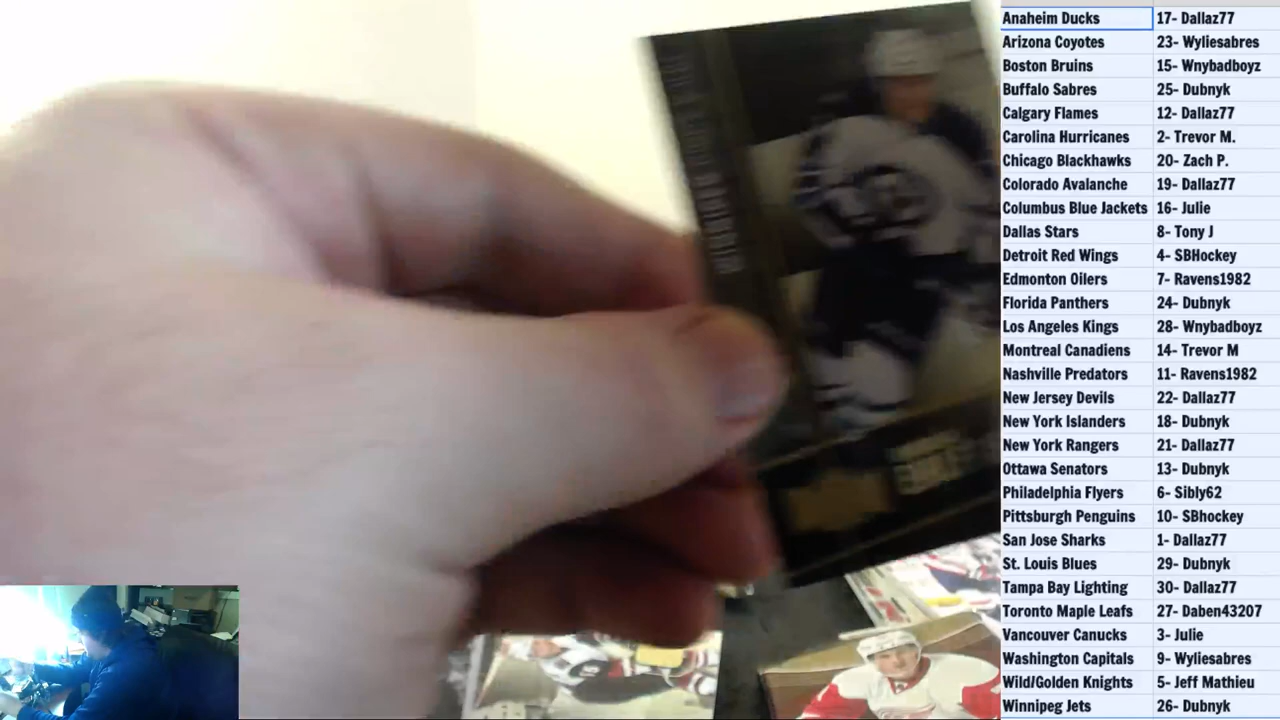 Anaheim Ducks 17- Dallaz77
Arizona Coyotes 23- Wyliesabres
Boston Bruins 15- Wnybadboyz
Buffalo Sabres 25- Dubnyk
Calgary Flames 12- Dallaz77
Carolina Hurricanes 2- Trevor M.
Chicago Blackhawks 20- Zach P.
Colorado Avalanche 19- Dallaz77
Columbus Blue Jackets 16- Julie
Dallas Stars 8- Tony J
Detroit Red Wings 4- SBHockey
Edmonton Oilers 7- Ravens1982
Florida Panthers 24- Dubnyk
Los Angeles Kings 28- Wnybadboyz
Montreal Canadiens 14- Trevor M
Nashville Predators 11- Ravens1982
New Jersey Devils 22- Dallaz77
New York Islanders 18- Dubnyk
New York Rangers 21- Dallaz77
Ottawa Senators 13- Dubnyk
Philadelphia Flyers 6- Sibly62
Pittsburgh Penguins 10- SBhockey
San Jose Sharks 1- Dallaz77
St. Louis Blues 29- Dubnyk
Tampa Bay Lighting 30- Dallaz77
Toronto Maple Leafs 27- Daben43207
Vancouver Canucks 3- Julie
Washington Capitals 9- Wyliesabres
Wild/Golden Knights 5- Jeff Mathieu
Winnipeg Jets 26- Dubnyk